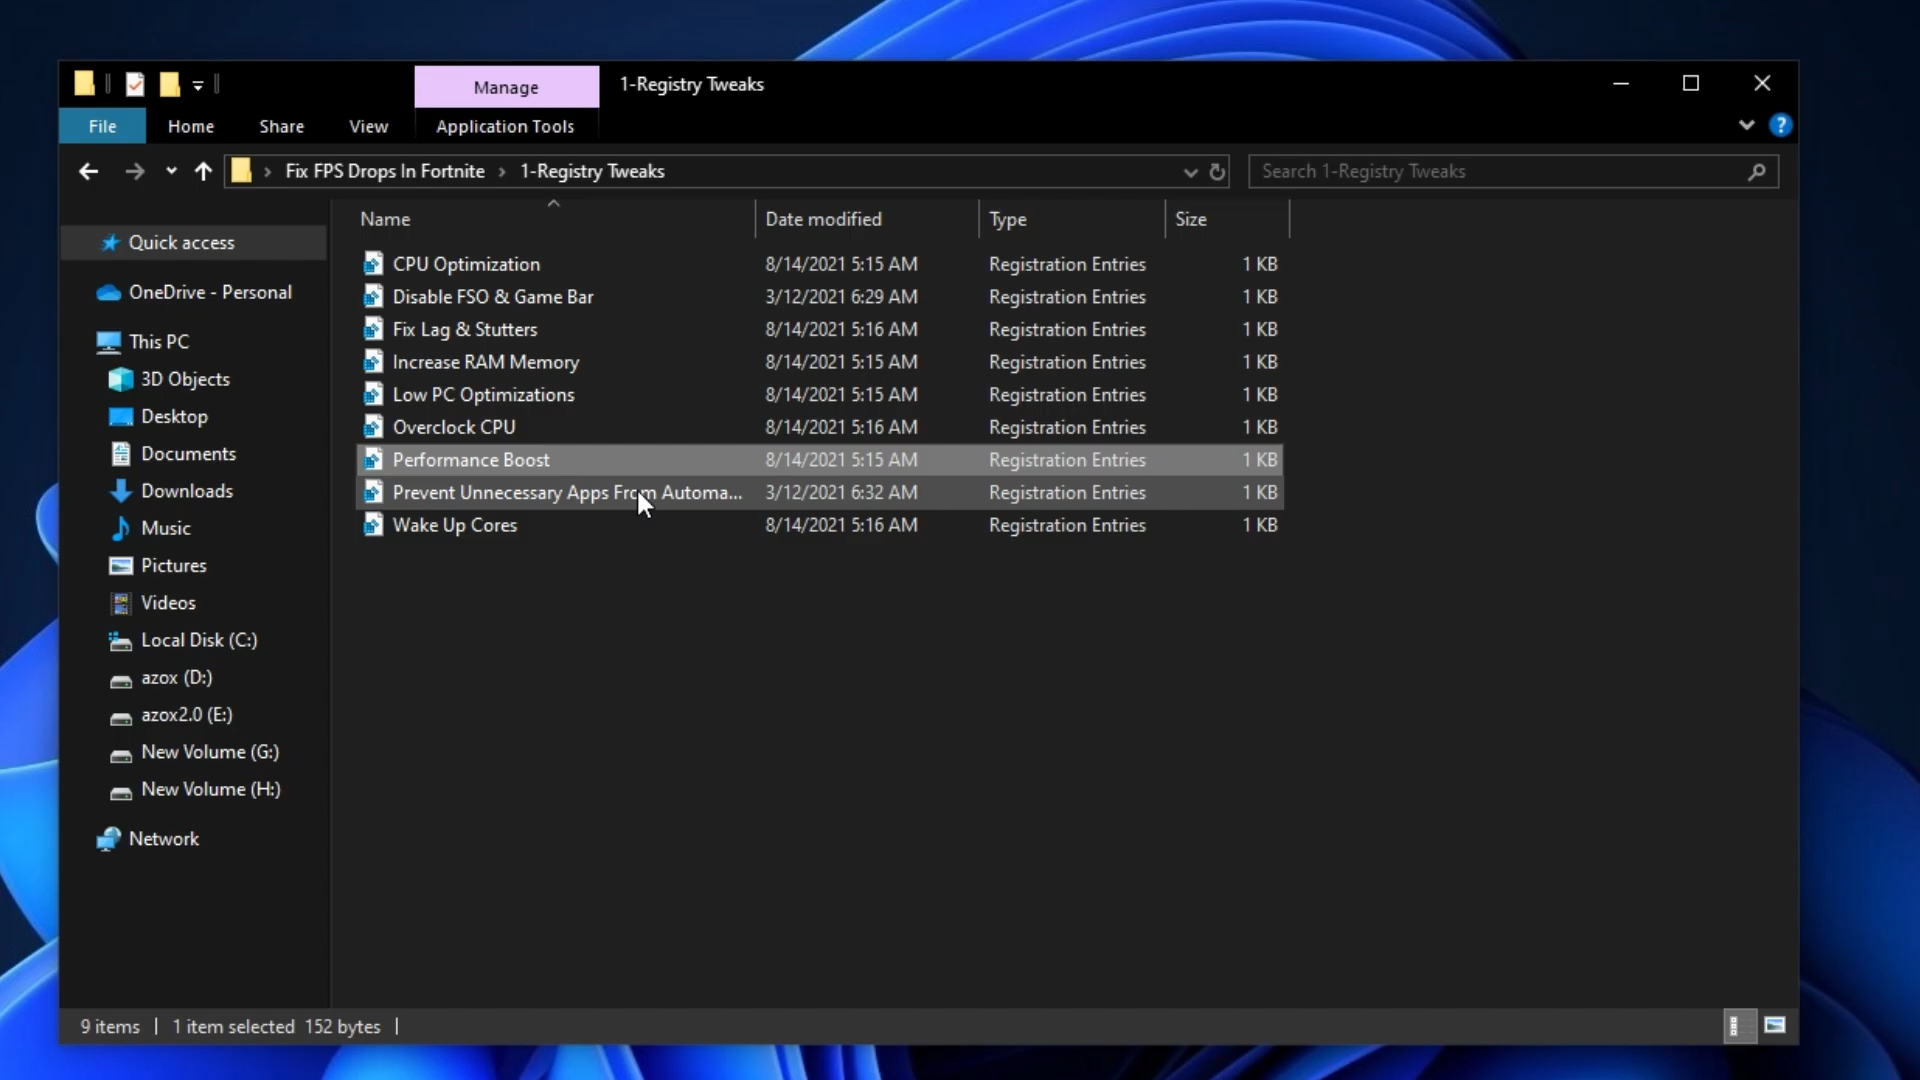 Manage
1-Registry Tweaks
File
Home
Share
View
Application Tools
?
Fix FPS Drops In Fortnite
1-Registry Tweaks
Search 1-Registry Tweaks
Name
Date modified
Type
Size
CPU Optimization 8/14/2021 5:15 AM Registration Entries 1 KB
Disable FSO & Game Bar 3/12/2021 6:29 AM Registration Entries 1 KB
Fix Lag & Stutters 8/14/2021 5:16 AM Registration Entries 1 KB
Increase RAM Memory 8/14/2021 5:15 AM Registration Entries 1 KB
Low PC Optimizations 8/14/2021 5:15 AM Registration Entries 1 KB
Overclock CPU 8/14/2021 5:16 AM Registration Entries 1 KB
Performance Boost 8/14/2021 5:15 AM Registration Entries 1 KB
Prevent Unnecessary Apps From Automa... 3/12/2021 6:32 AM Registration Entries 1 KB
Wake Up Cores 8/14/2021 5:16 AM Registration Entries 1 KB
Quick access
OneDrive - Personal
This PC
3D Objects
Desktop
Documents
Downloads
Music
Pictures
Videos
Local Disk (C:)
azox (D:)
azox2.0 (E:)
New Volume (G:)
New Volume (H:)
Network
9 items
1 item selected 152 bytes